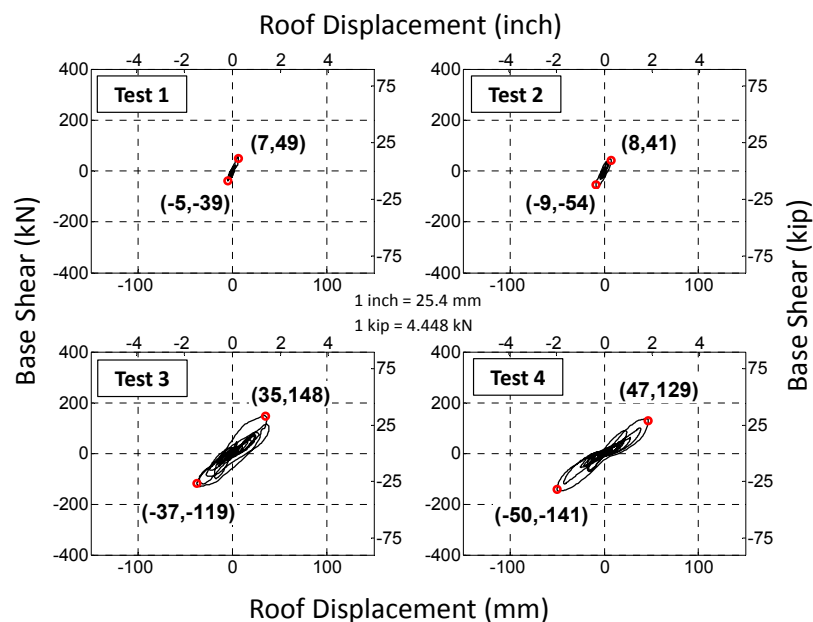 Roof Displacement (inch)
-4 -2 0 2 4
-4 -2 0 2 4
400
200
0
-200
-400
Test 1
(7,49)
(-5,-39)
75
25
-25
-75
-100 0 100
400
200
0
-200
-400
Test 2
(8,41)
(-9,-54)
75
25
-25
-75
-100 0 100
Base Shear (kN)
Base Shear (kip)
1 inch = 25.4 mm
1 kip = 4.448 kN
-4 -2 0 2 4
-4 -2 0 2 4
400
200
0
-200
-400
Test 3
(35,148)
(-37,-119)
75
25
-25
-75
-100 0 100
400
200
0
-200
-400
Test 4
(47,129)
(-50,-141)
75
25
-25
-75
-100 0 100
Roof Displacement (mm)